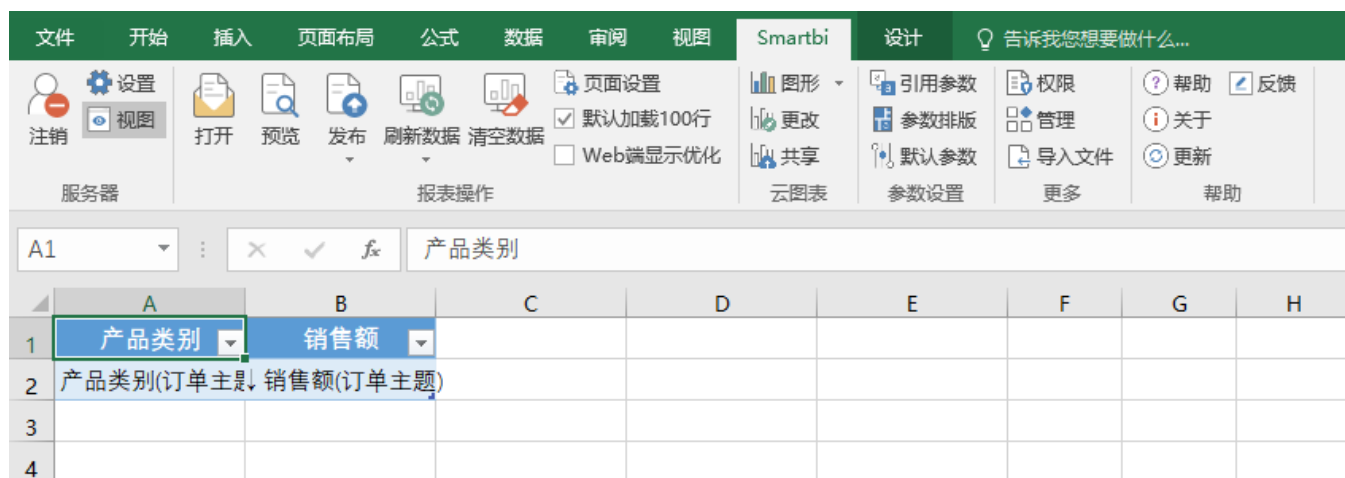 文件 开始 插入 页面布局 公式 数据 审阅 视图 Smartbi 设计 告诉我您想要做什么...
设置 页面设置 图形 引用参数 权限 帮助 反馈
视图 默认加载100行 更改 参数排版 管理 关于
注销 打开 预览 发布 刷新数据 清空数据 Web端显示优化 共享 默认参数 导入文件 更新
服务器 报表操作 云图表 参数设置 更多 帮助
A1 fx 产品类别
A B C D E F G H
1 产品类别 销售额
2 产品类别(订单主题↓ 销售额(订单主题)
3
4